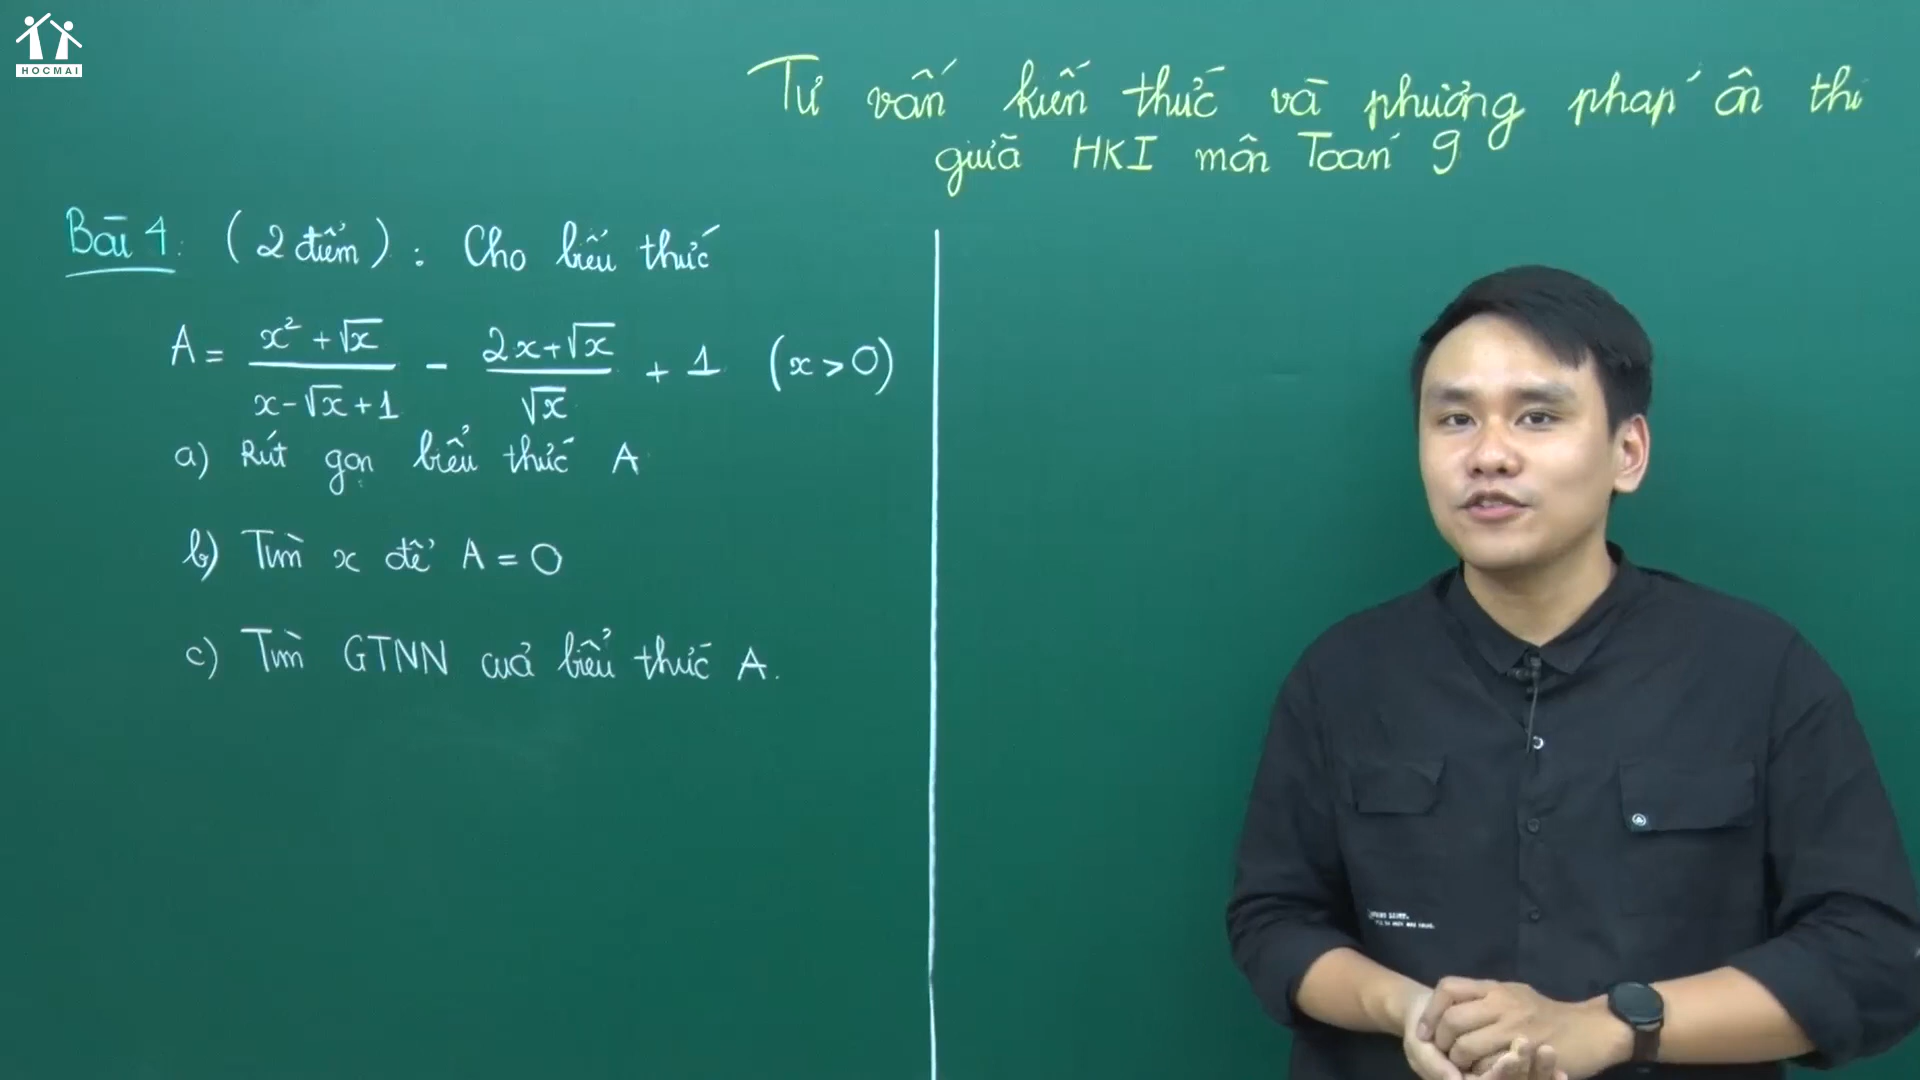 HOCMAI
Tư vấn kiến thức và phương pháp ôn thi
giữa HKI môn Toán 9
Bài 4: (2 điểm): Cho biểu thức
A = \frac{x² + √x}{x - √x + 1} - \frac{2x + √x}{√x} + 1 (x > 0)
a) Rút gọn biểu thức A
b) Tìm x để A = 0
c) Tìm GTNN của biểu thức A.